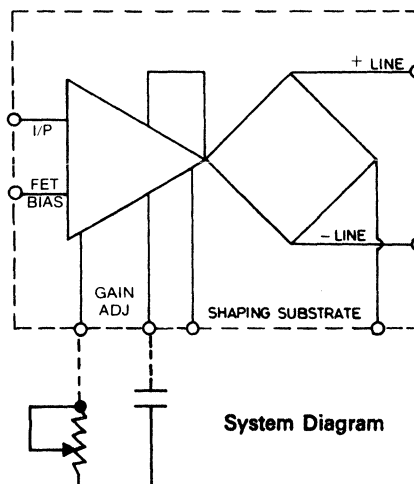 + LINE
I/P
FET
BIAS
- LINE
GAIN
ADJ
SHAPING SUBSTRATE
System Diagram